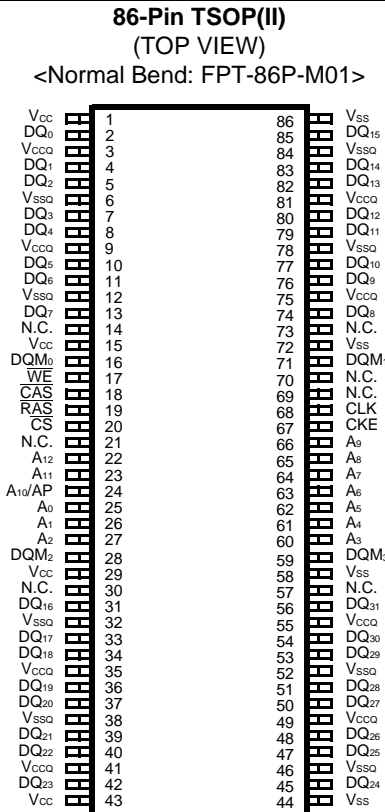 86-Pin TSOP(II)
(TOP VIEW)
<Normal Bend: FPT-86P-M01>
VCC 1 86 VSS
DQ0 2 85 DQ15
VCCQ 3 84 VSSQ
DQ1 4 83 DQ14
DQ2 5 82 DQ13
VSSQ 6 81 VCCQ
DQ3 7 80 DQ12
DQ4 8 79 DQ11
VCCQ 9 78 VSSQ
DQ5 10 77 DQ10
DQ6 11 76 DQ9
VSSQ 12 75 VCCQ
DQ7 13 74 DQ8
N.C. 14 73 N.C.
VCC 15 72 VSS
DQM0 16 71 DQM1
WE 17 70 N.C.
CAS 18 69 N.C.
RAS 19 68 CLK
CS 20 67 CKE
N.C. 21 66 A9
A12 22 65 A8
A11 23 64 A7
A10/AP 24 63 A6
A0 25 62 A5
A1 26 61 A4
A2 27 60 A3
DQM2 28 59 DQM3
VCC 29 58 VSS
N.C. 30 57 N.C.
DQ16 31 56 DQ31
VSSQ 32 55 VCCQ
DQ17 33 54 DQ30
DQ18 34 53 DQ29
VCCQ 35 52 VSSQ
DQ19 36 51 DQ28
DQ20 37 50 DQ27
VSSQ 38 49 VCCQ
DQ21 39 48 DQ26
DQ22 40 47 DQ25
VCCQ 41 46 VSSQ
DQ23 42 45 DQ24
VCC 43 44 VSS